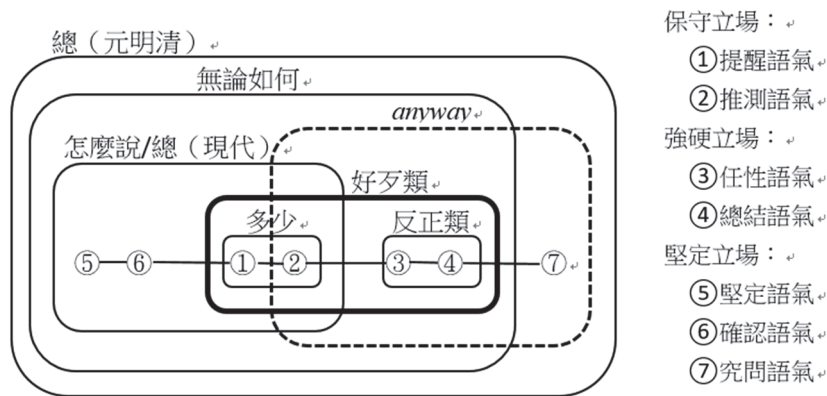 總（元明清）
無論如何
anyway
怎麼說/總（現代）
好歹類
多少
反正類
⑤ ⑥ ① ② ③ ④ ⑦
保守立場：
①提醒語氣
②推測語氣
強硬立場：
③任性語氣
④總結語氣
堅定立場：
⑤堅定語氣
⑥確認語氣
⑦究問語氣